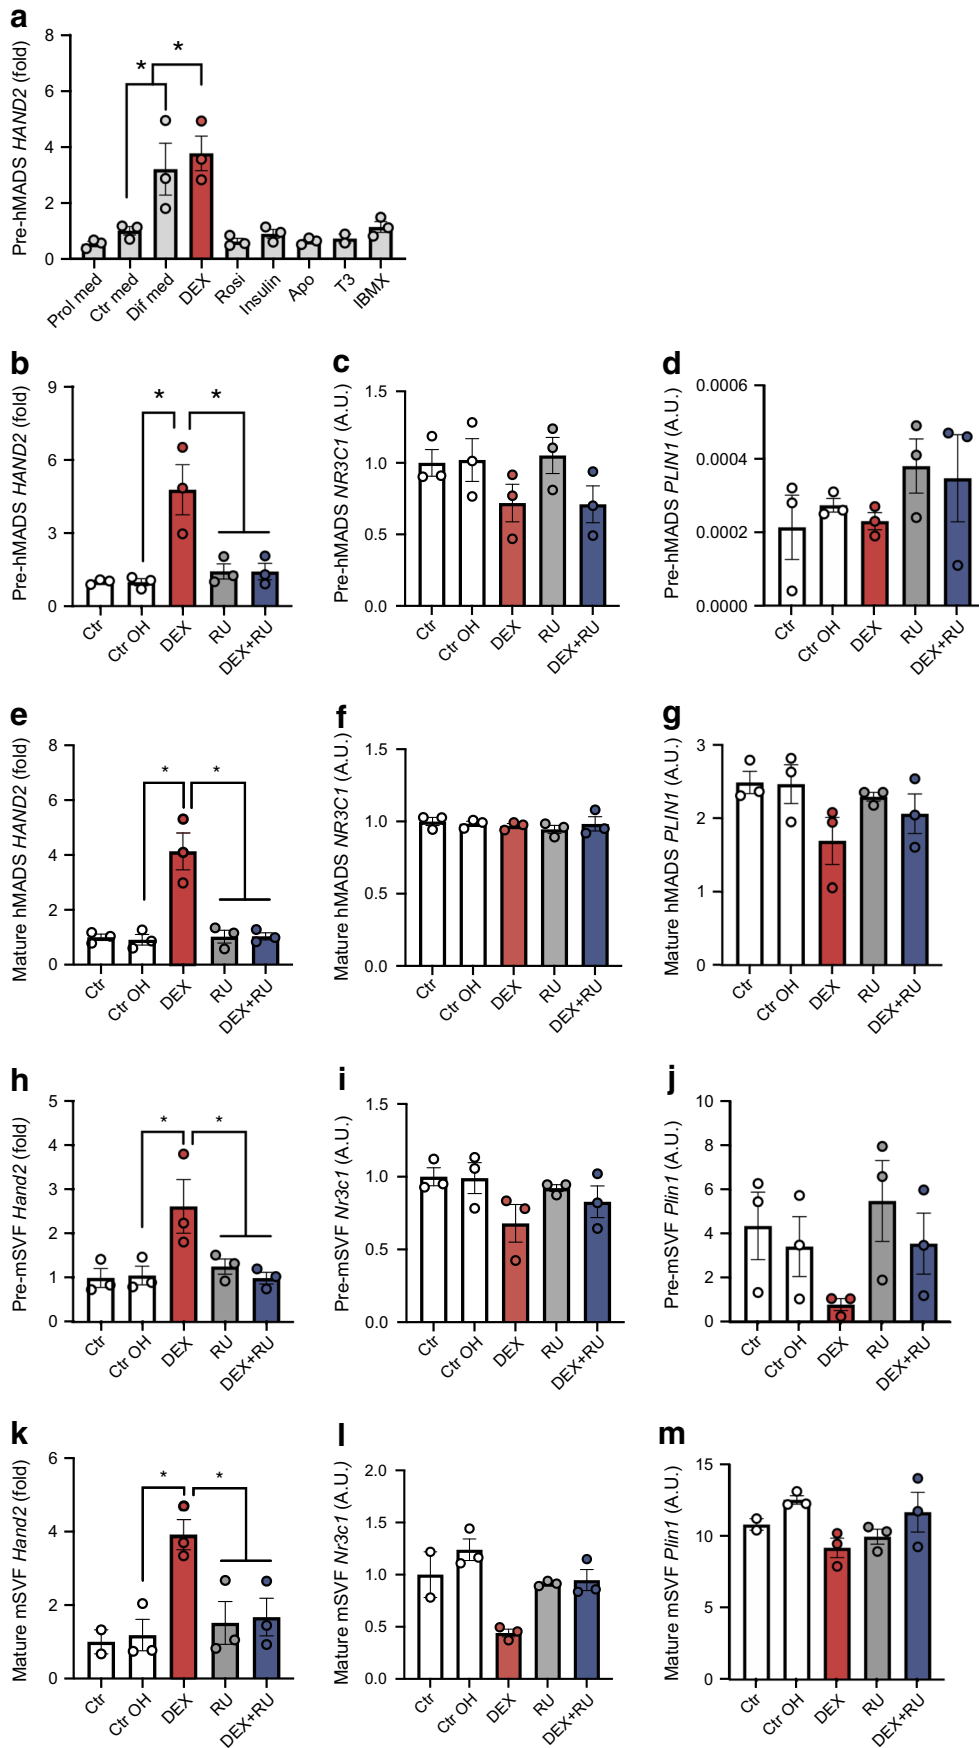 a
Pre-hMADS HAND2 (fold)
8
6
4
2
0
* *
Prol med
Ctr med
Dif med
DEX
Rosi
Insulin
Apo
T3
IBMX
b
Pre-hMADS HAND2 (fold)
9
6
3
0
* *
Ctr
Ctr OH
DEX
RU
DEX+RU
c
Pre-hMADS NR3C1 (A.U.)
1.5
1.0
0.5
0.0
Ctr
Ctr OH
DEX
RU
DEX+RU
d
Pre-hMADS PLIN1 (A.U.)
0.0006
0.0004
0.0002
0.0000
Ctr
Ctr OH
DEX
RU
DEX+RU
e
Mature hMADS HAND2 (fold)
8
6
4
2
0
* *
Ctr
Ctr OH
DEX
RU
DEX+RU
f
Mature hMADS NR3C1 (A.U.)
1.5
1.0
0.5
0.0
Ctr
Ctr OH
DEX
RU
DEX+RU
g
Mature hMADS PLIN1 (A.U.)
3
2
1
0
Ctr
Ctr OH
DEX
RU
DEX+RU
h
Pre-mSVF Hand2 (fold)
5
4
3
2
1
0
* *
Ctr
Ctr OH
DEX
RU
DEX+RU
i
Pre-mSVF Nr3c1 (A.U.)
1.5
1.0
0.5
0.0
Ctr
Ctr OH
DEX
RU
DEX+RU
j
Pre-mSVF Plin1 (A.U.)
10
8
6
4
2
0
Ctr
Ctr OH
DEX
RU
DEX+RU
k
Mature mSVF Hand2 (fold)
6
4
2
0
* *
Ctr
Ctr OH
DEX
RU
DEX+RU
l
Mature mSVF Nr3c1 (A.U.)
2.0
1.5
1.0
0.5
0.0
Ctr
Ctr OH
DEX
RU
DEX+RU
m
Mature mSVF Plin1 (A.U.)
15
10
5
0
Ctr
Ctr OH
DEX
RU
DEX+RU